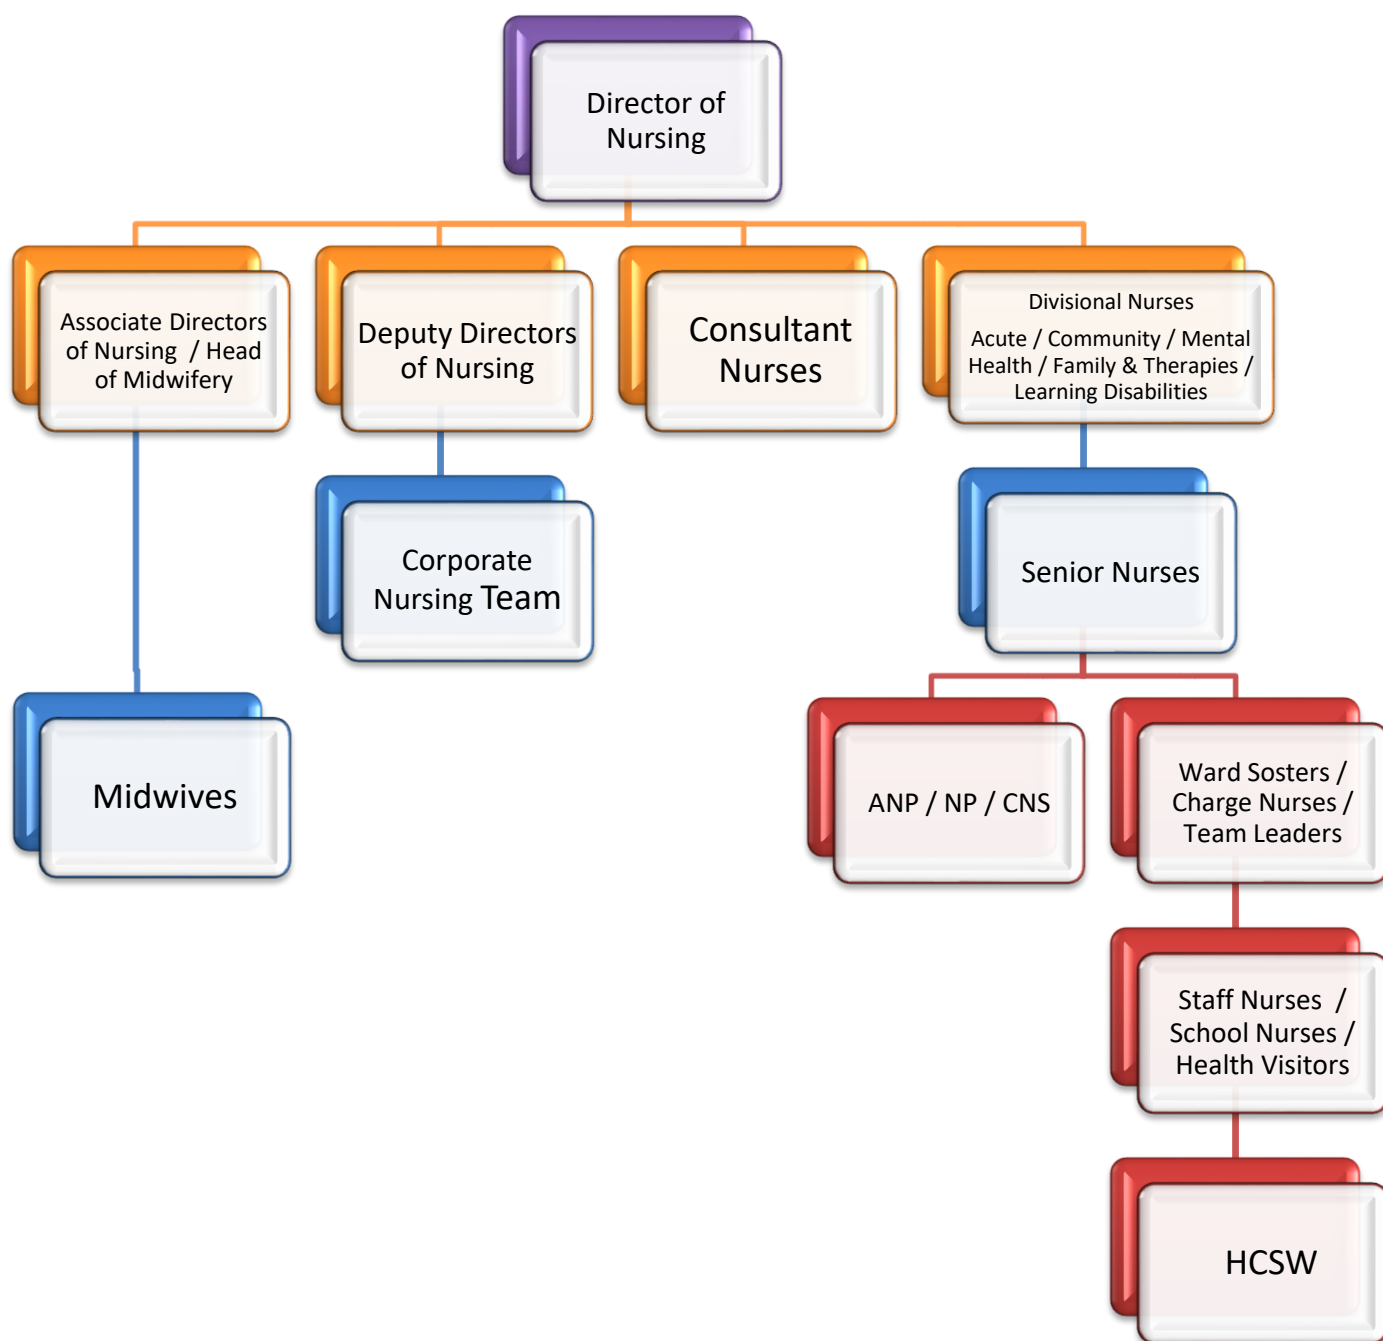 Director of
Nursing
Associate Directors
of Nursing / Head
of Midwifery
Deputy Directors
of Nursing
Consultant
Nurses
Divisional Nurses
Acute / Community / Mental
Health / Family & Therapies /
Learning Disabilities
Corporate
Nursing Team
Senior Nurses
Midwives
ANP / NP / CNS
Ward Sosters /
Charge Nurses /
Team Leaders
Staff Nurses /
School Nurses /
Health Visitors
HCSW